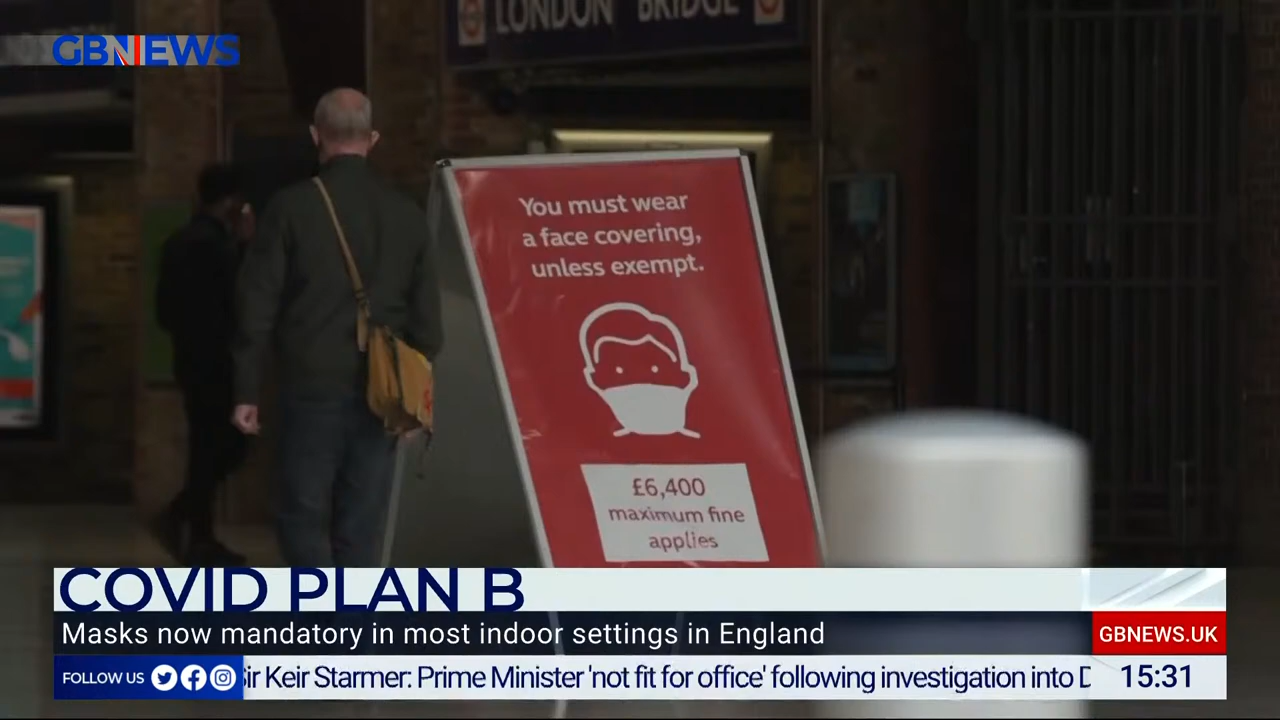 LONDON BRIDGE
GBNEWS
You must wear
a face covering,
unless exempt.
£6,400
maximum fine
applies
COVID PLAN B
Masks now mandatory in most indoor settings in England
GBNEWS.UK
FOLLOW US
Sir Keir Starmer: Prime Minister 'not fit for office' following investigation into
15:31